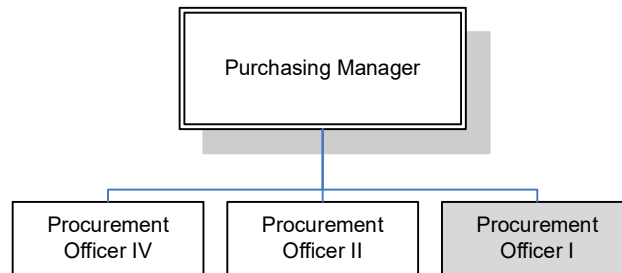 Purchasing Manager
Procurement
Officer IV
Procurement
Officer II
Procurement
Officer I